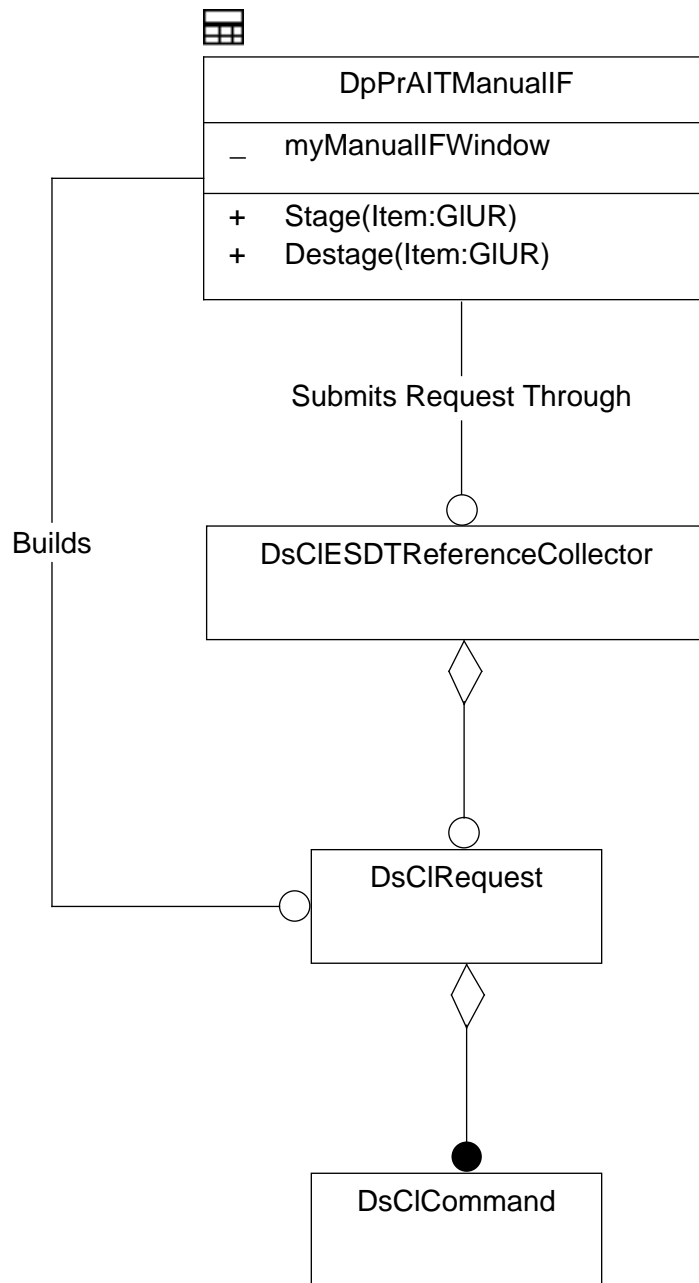 DpPrAITManualIF
_ myManualIFWindow
+ Stage(Item:GlUR)
+ Destage(Item:GlUR)
Submits Request Through
Builds
DsClESDTReferenceCollector
DsClRequest
DsClCommand